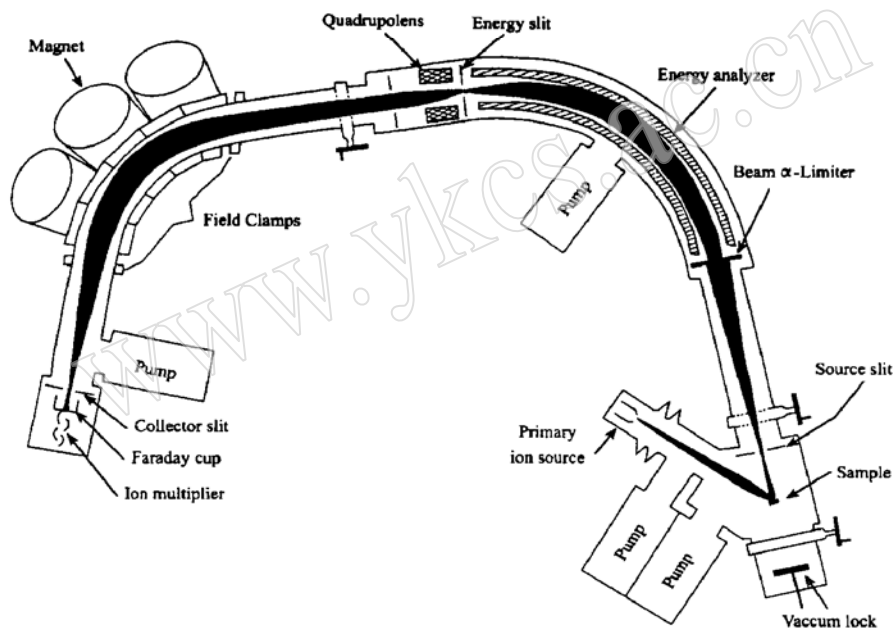 Quadrupolens
Energy slit
Magnet
Energy analyzer
Beam α-Limiter
Pump
Field Clamps
Pump
Source slit
Collector slit
Primary
ion source
Faraday cup
Sample
Ion multiplier
Pump
Pump
Vaccum lock
www.ykcs.ac.cn